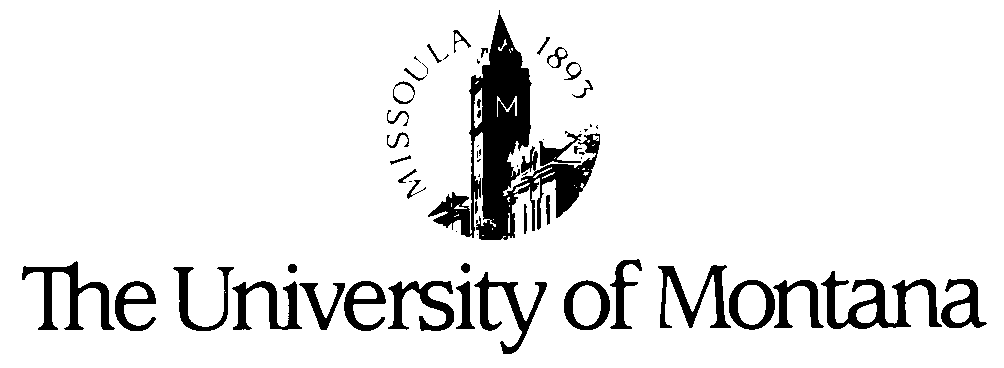 MISSOULA 1893
M
The University of Montana